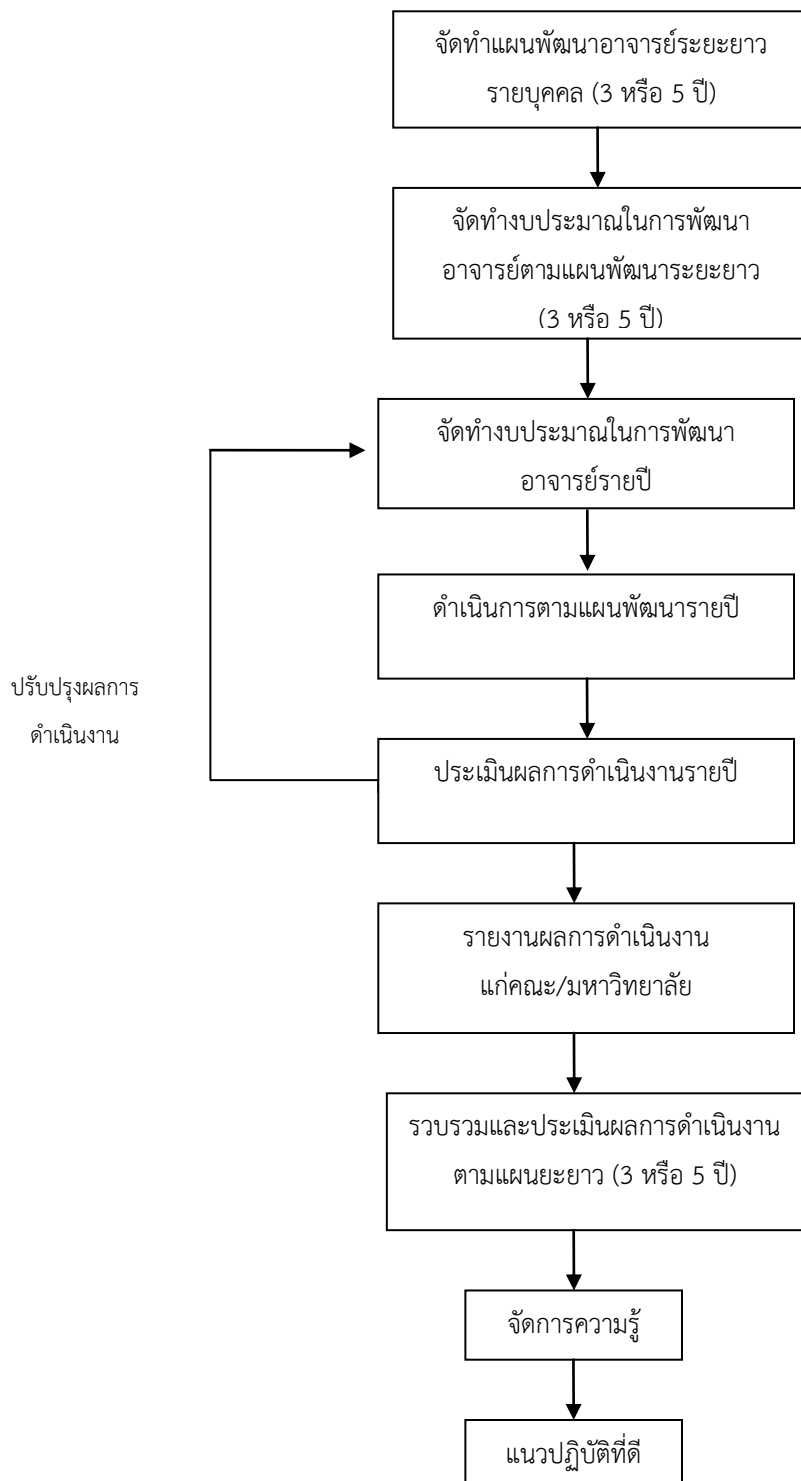 จัดทำแผนพัฒนาอาจารย์ระยะยาว
รายบุคคล (3 หรือ 5 ปี)
จัดทำงบประมาณในการพัฒนา
อาจารย์ตามแผนพัฒนาระยะยาว
(3 หรือ 5 ปี)
จัดทำงบประมาณในการพัฒนา
อาจารย์รายปี
ดำเนินการตามแผนพัฒนารายปี
ปรับปรุงผลการ
ดำเนินงาน
ประเมินผลการดำเนินงานรายปี
รายงานผลการดำเนินงาน
แก่คณะ/มหาวิทยาลัย
รวบรวมและประเมินผลการดำเนินงาน
ตามแผนยะยาว (3 หรือ 5 ปี)
จัดการความรู้
แนวปฏิบัติที่ดี